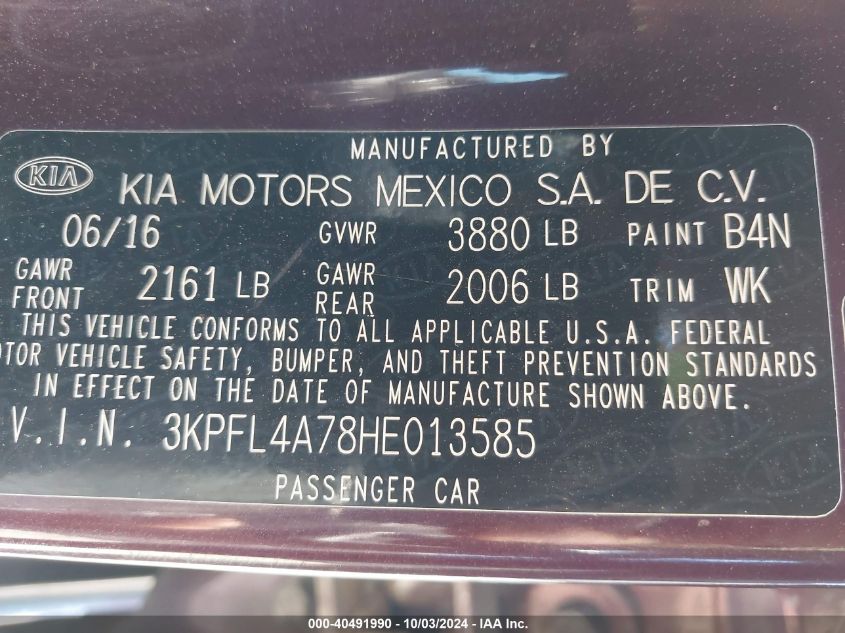 MANUFACTURED BY
KIA KIA MOTORS MEXICO S.A. DE C.V.
06/16 GVWR 3880 LB PAINT B4N
GAWR FRONT 2161 LB GAWR REAR 2006 LB TRIM WK
THIS VEHICLE CONFORMS TO ALL APPLICABLE U.S.A. FEDERAL
OTOR VEHICLE SAFETY, BUMPER, AND THEFT PREVENTION STANDARDS
IN EFFECT ON THE DATE OF MANUFACTURE SHOWN ABOVE.
V.I.N. 3KPFL4A78HE013585
PASSENGER CAR
000-40491990 - 10/03/2024 - IAA Inc.